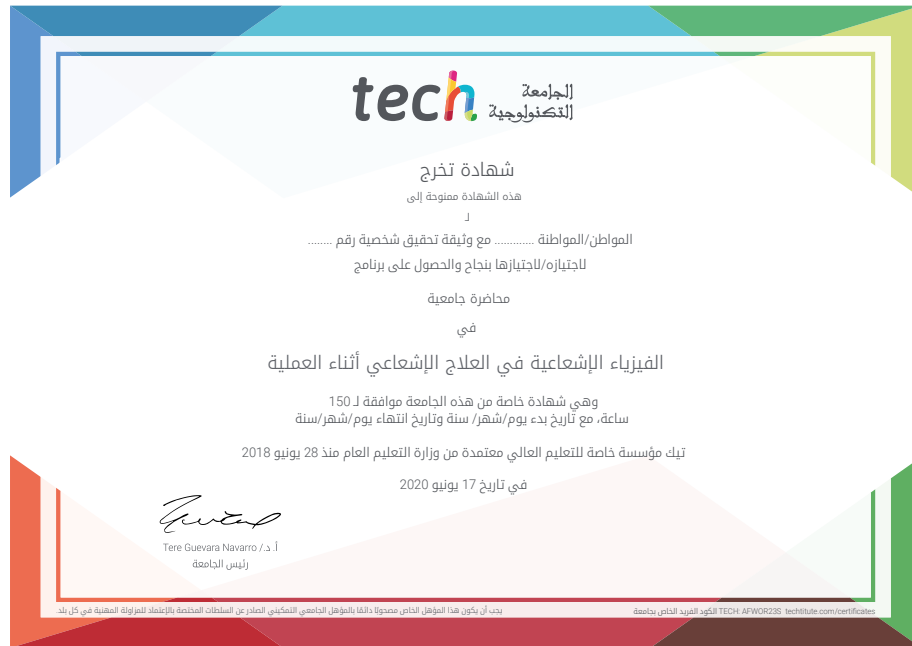 tech الجامعة
التكنولوجية
شهادة تخرج
هذه الشهادة ممنوحة إلى
لـ
المواطن/المواطنة ............ مع وثيقة تحقيق شخصية رقم ........
لاجتيازه/لاجتيازها بنجاح والحصول على برنامج
محاضرة جامعية
في
الفيزياء الإشعاعية في العلاج الإشعاعي أثناء العملية
وهي شهادة خاصة من هذه الجامعة موافقة لـ 150
ساعة، مع تاريخ بدء يوم/شهر/ سنة وتاريخ انتهاء يوم/شهر/سنة
تيك مؤسسة خاصة للتعليم العالي معتمدة من وزارة التعليم العام منذ 28 يونيو 2018
في تاريخ 17 يونيو 2020
أ. د./ Tere Guevara Navarro
رئيس الجامعة
يجب أن يكون هذا المؤهل الخاص مصحوبًا دائمًا بالمؤهل الجامعي التمكيني الصادر عن السلطات المختصة بالإعتماد للمزاولة المهنية في كل بلد.
الكود الفريد الخاص بجامعة TECH: AFWOR23S techtitute.com/certificates